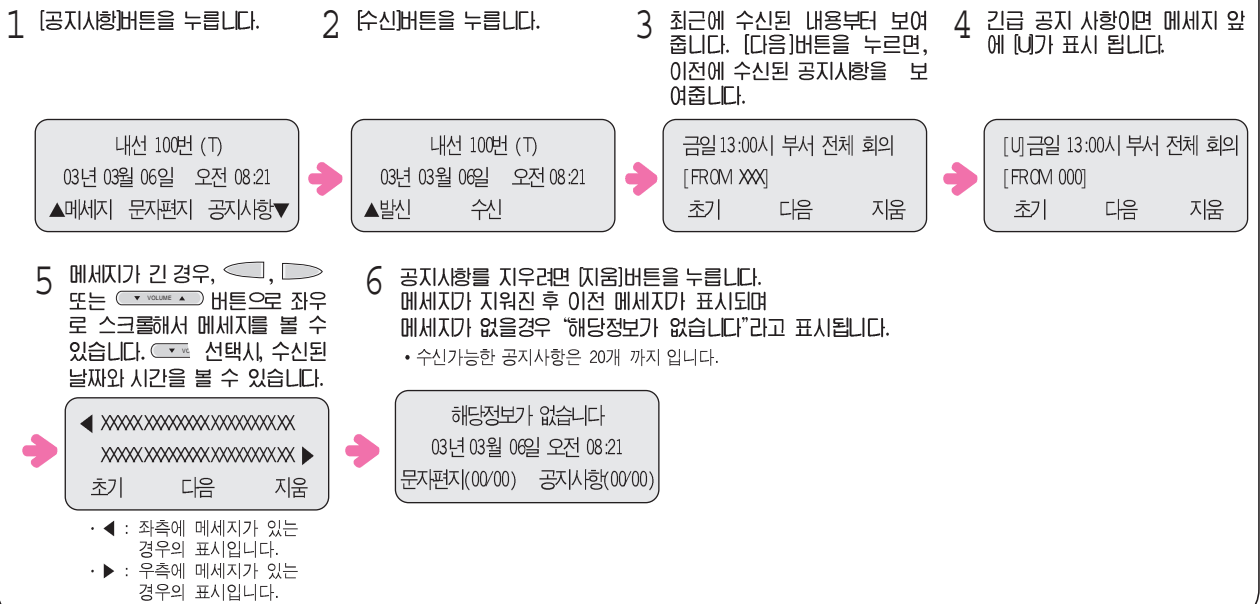 1 [공지사항]버튼을 누릅니다.
2 [수신]버튼을 누릅니다.
3 최근에 수신된 내용부터 보여
줍니다. [다음]버튼을 누르면,
이전에 수신된 공지사항을 보
여줍니다.
4 긴급 공지 사항이면 메세지 앞
에 [U]가 표시 됩니다.
내선 100번 (T)
03년 03월 06일 오전 08:21
▲메세지 문자편지 공지사항▼
내선 100번 (T)
03년 03월 06일 오전 08:21
▲발신 수신
금일 13:00시 부서 전체 회의
[FROM XXX]
초기 다음 지움
[U]금일 13:00시 부서 전체 회의
[FROM 000]
초기 다음 지움
5 메세지가 긴 경우, ,
또는 ▼ VOLUME ▲ 버튼으로 좌우
로 스크롤해서 메세지를 볼 수
있습니다. ▼ 선택시, 수신된
날짜와 시간을 볼 수 있습니다.
◀ XXXXX XXXXXXXX XXXXXXXX XX
XXXXX XXXXXXXX XXXXXXXX XX ▶
초기 다음 지움
· ◀ : 좌측에 메세지가 있는
경우의 표시입니다.
· ▶ : 우측에 메세지가 있는
경우의 표시입니다.
6 공지사항를 지우려면 [지움]버튼을 누릅니다.
메세지가 지워진 후 이전 메세지가 표시되며
메세지가 없을경우 “해당정보가 없습니다”라고 표시됩니다.
• 수신가능한 공지사항은 20개 까지 입니다.
해당정보가 없습니다
03년 03월 06일 오전 08:21
문자편지(00/00) 공지사항(00/00)